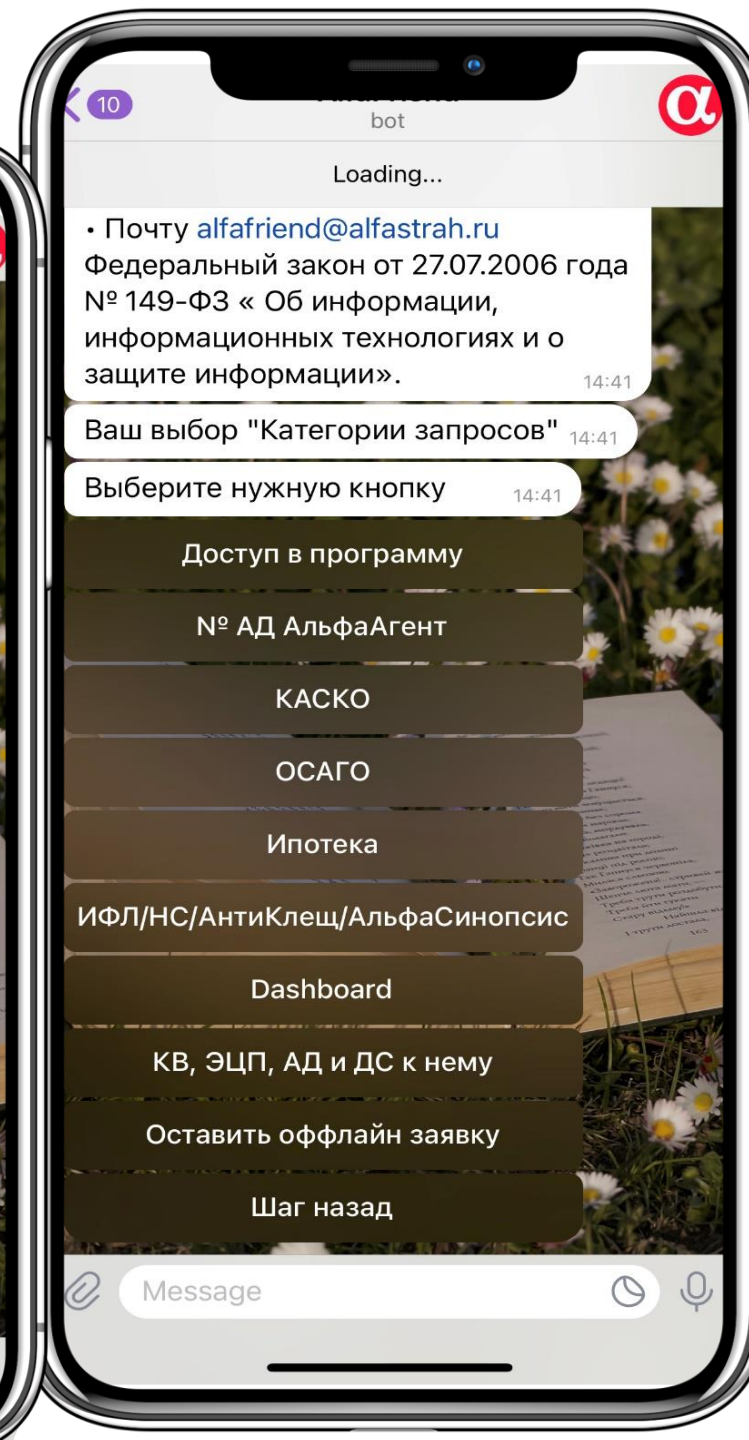 10
bot
Loading...
• Почту alfafriend@alfastrah.ru
Федеральный закон от 27.07.2006 года
№ 149-ФЗ « Об информации,
информационных технологиях и о
защите информации».
14:41
Ваш выбор "Категории запросов" 14:41
Выберите нужную кнопку 14:41
Доступ в программу
№ АД АльфаАгент
КАСКО
ОСАГО
Ипотека
ИФЛ/НС/АнтиКлещ/АльфаСинопсис
Dashboard
КВ, ЭЦП, АД и ДС к нему
Оставить оффлайн заявку
Шаг назад
Message
163